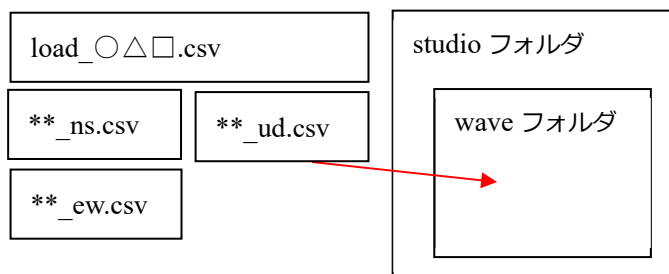 load_○△□.csv
**_ns.csv
**_ud.csv
**_ew.csv
studio フォルダ
wave フォルダ